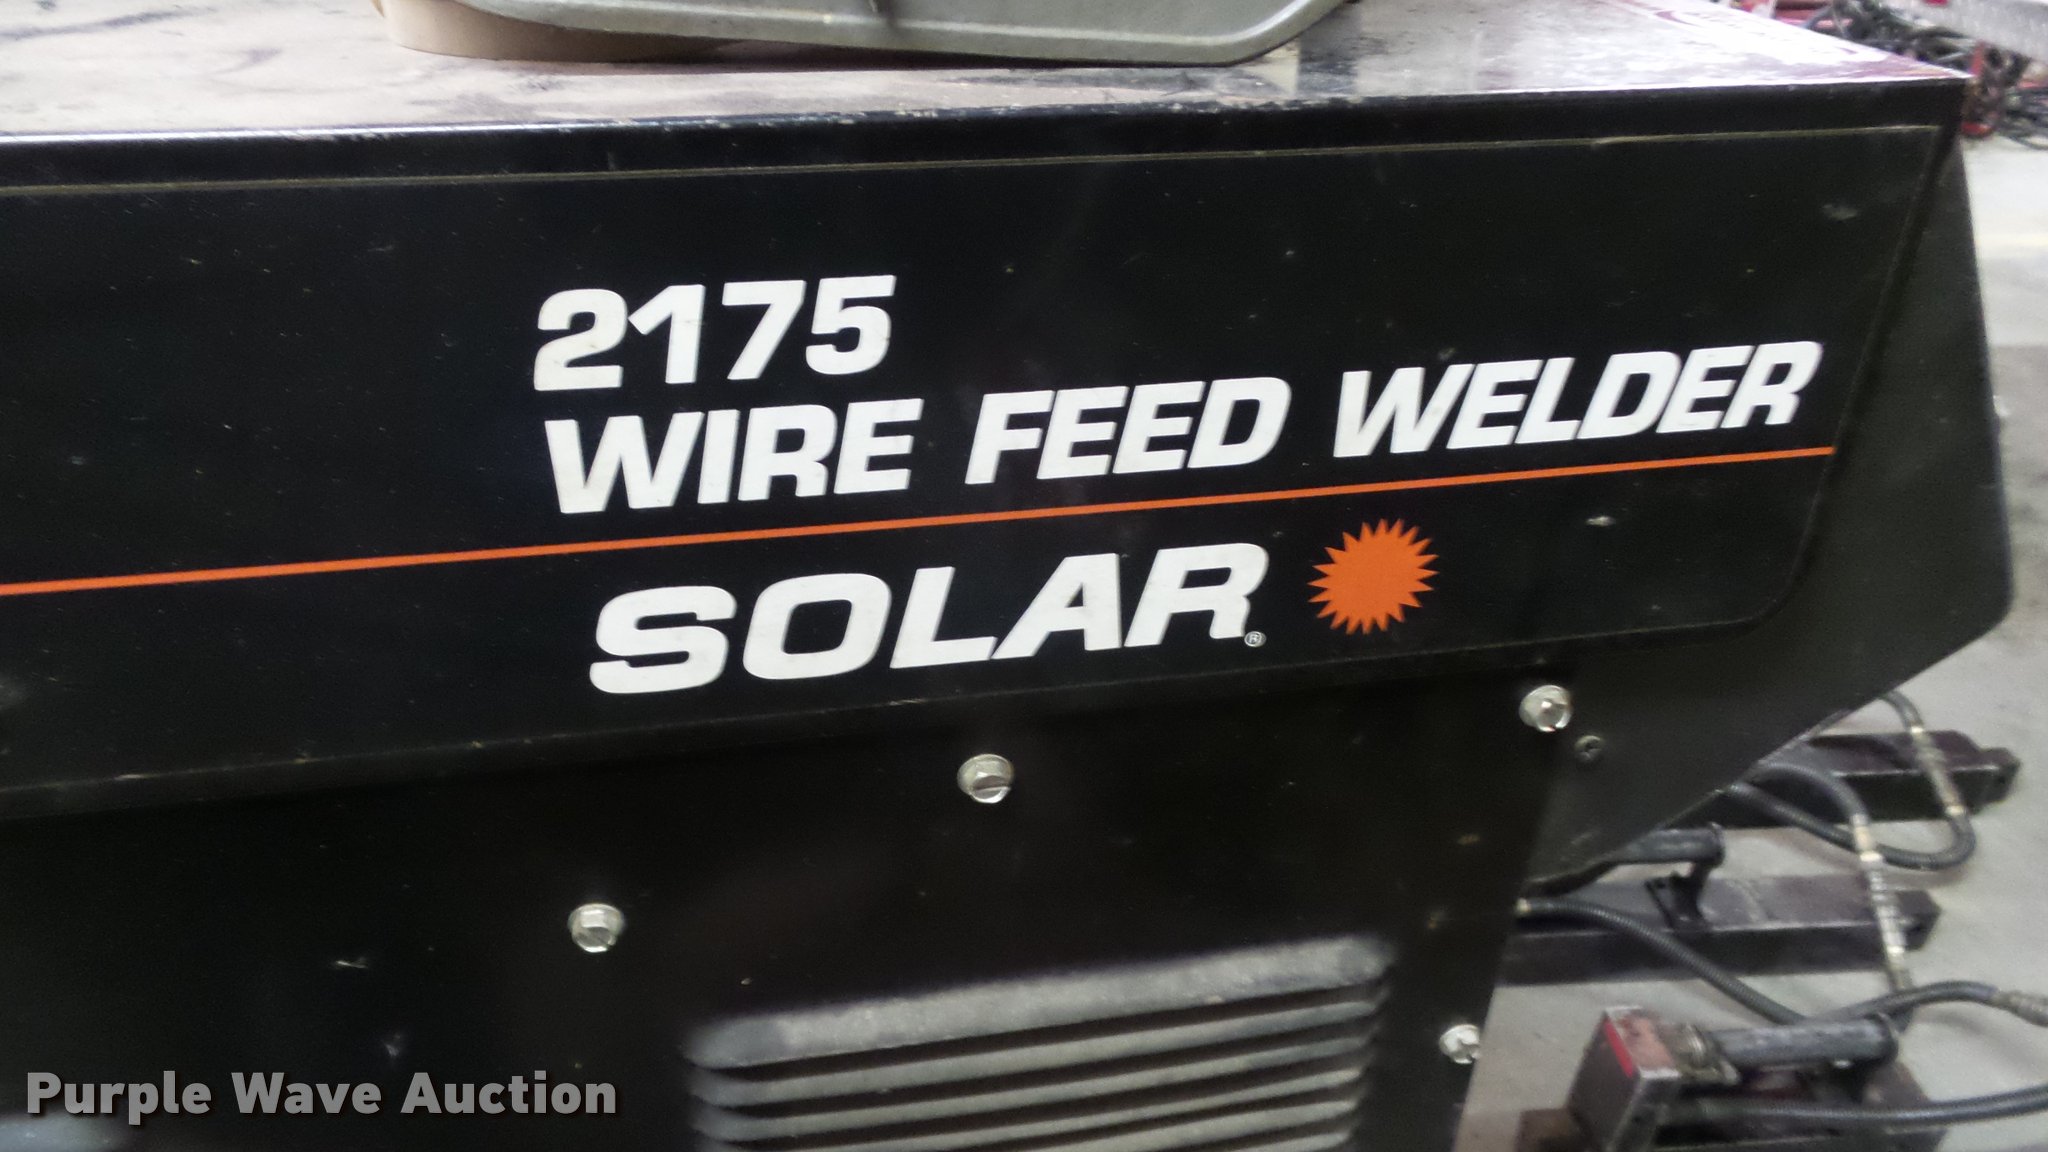 2175
WIRE FEED WELDER
SOLAR®
Purple Wave Auction